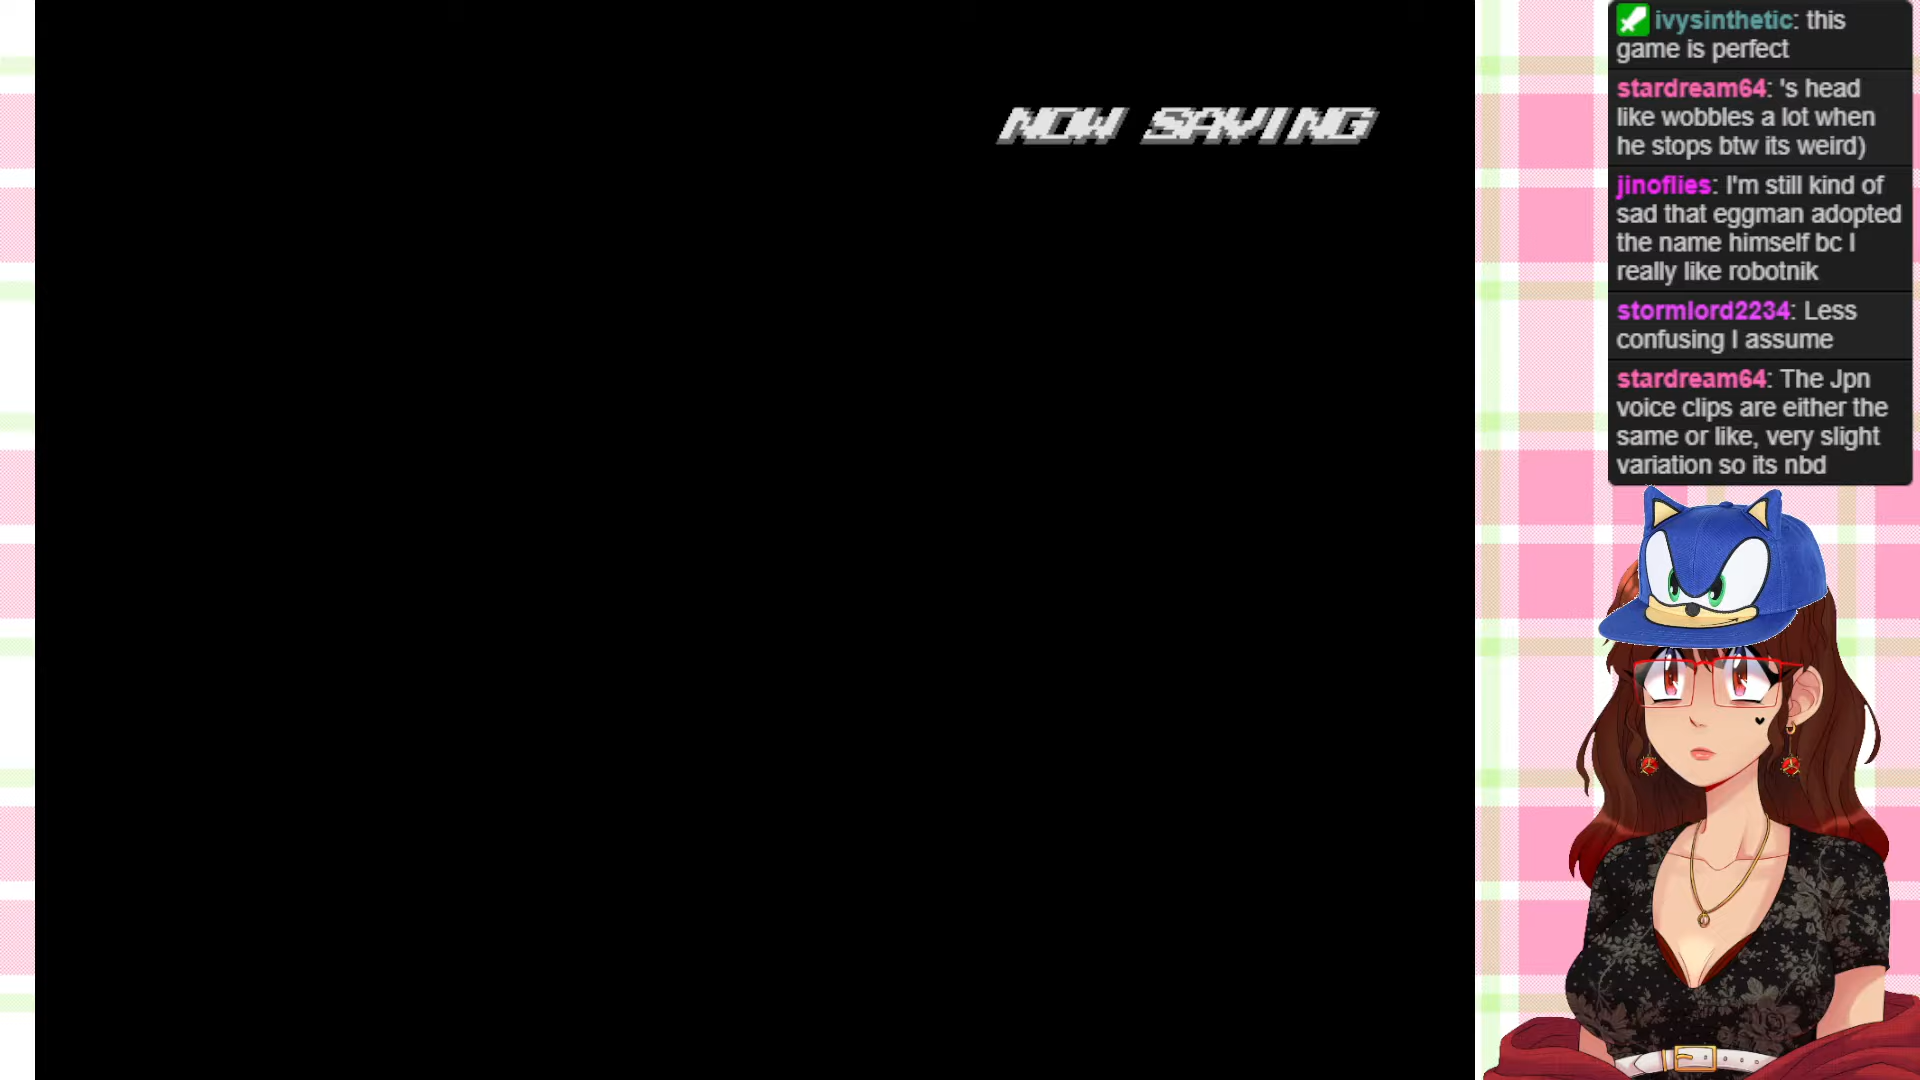 NOW SAVING
ivysinthetic: this
game is perfect
stardream64: 's head
like wobbles a lot when
he stops btw its weird)
jinoflies: I'm still kind of
sad that eggman adopted
the name himself bc I
really like robotnik
stormlord2234: Less
confusing I assume
stardream64: The Jpn
voice clips are either the
same or like, very slight
variation so its nbd